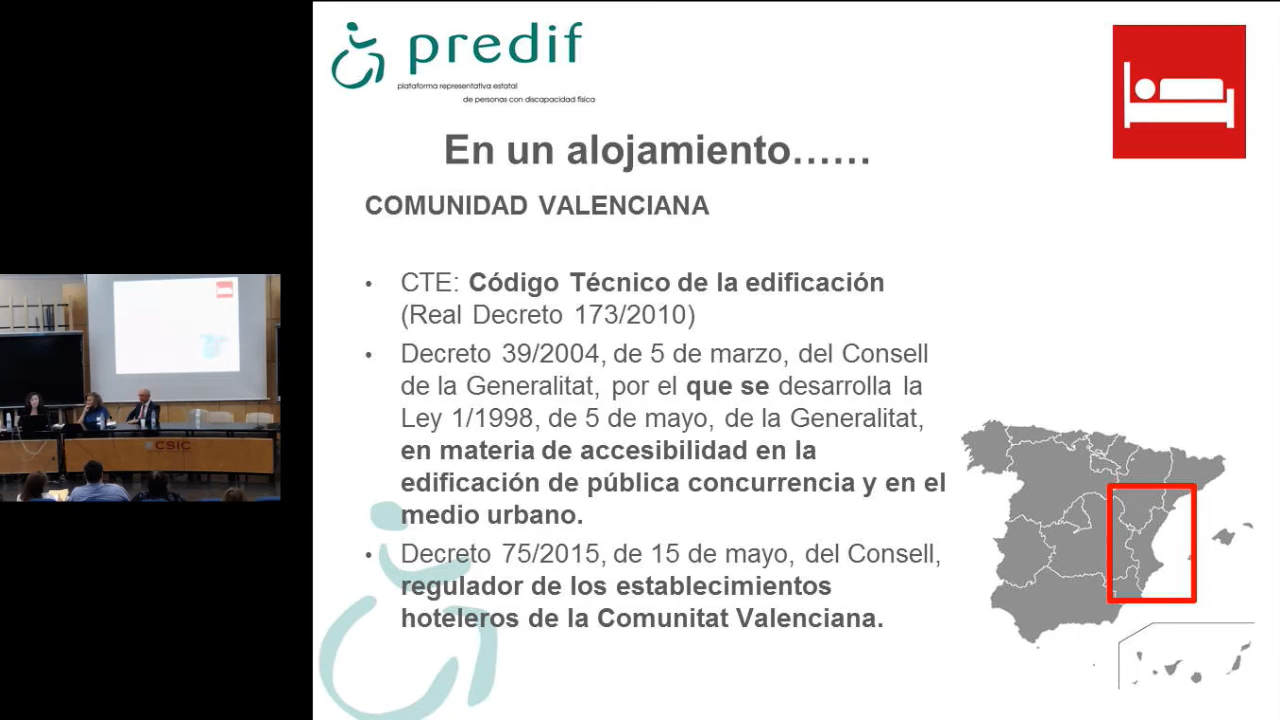 predif
plataforma representativa estatal
de personas con discapacidad física
En un alojamiento......
COMUNIDAD VALENCIANA
• CTE: Código Técnico de la edificación
(Real Decreto 173/2010)
• Decreto 39/2004, de 5 de marzo, del Consell
de la Generalitat, por el que se desarrolla la
Ley 1/1998, de 5 de mayo, de la Generalitat,
en materia de accesibilidad en la
edificación de pública concurrencia y en el
medio urbano.
• Decreto 75/2015, de 15 de mayo, del Consell,
regulador de los establecimientos
hoteleros de la Comunitat Valenciana.
CSIC